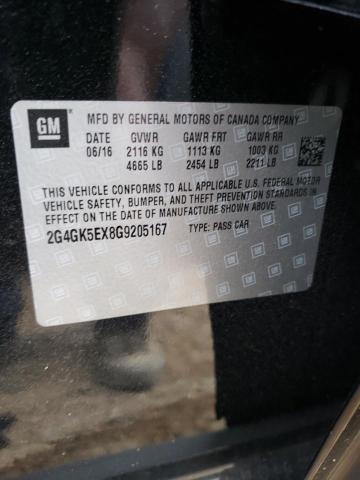 GM
MFD BY GENERAL MOTORS OF CANADA COMPANY
DATE GVWR GAWR FRT GAWR RR
06/16 2116 KG 1113 KG 1003 KG
4665 LB 2454 LB 2211 LB
THIS VEHICLE CONFORMS TO ALL APPLICABLE U.S. FEDERAL MOTOR
VEHICLE SAFETY, BUMPER, AND THEFT PREVENTION STANDARDS IN
EFFECT ON THE DATE OF MANUFACTURE SHOWN ABOVE.
2G4GK5EX8G9205167 TYPE: PASS CAR